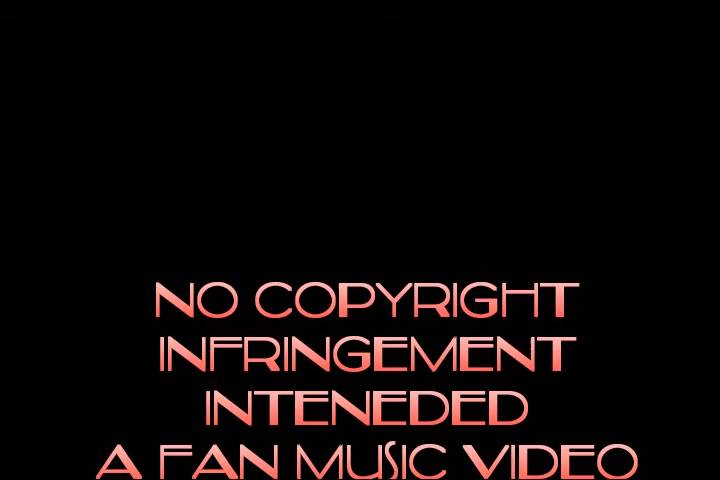 NO COPYRIGHT
INFRINGEMENT
INTENEDED
A FAN MUSIC VIDEO